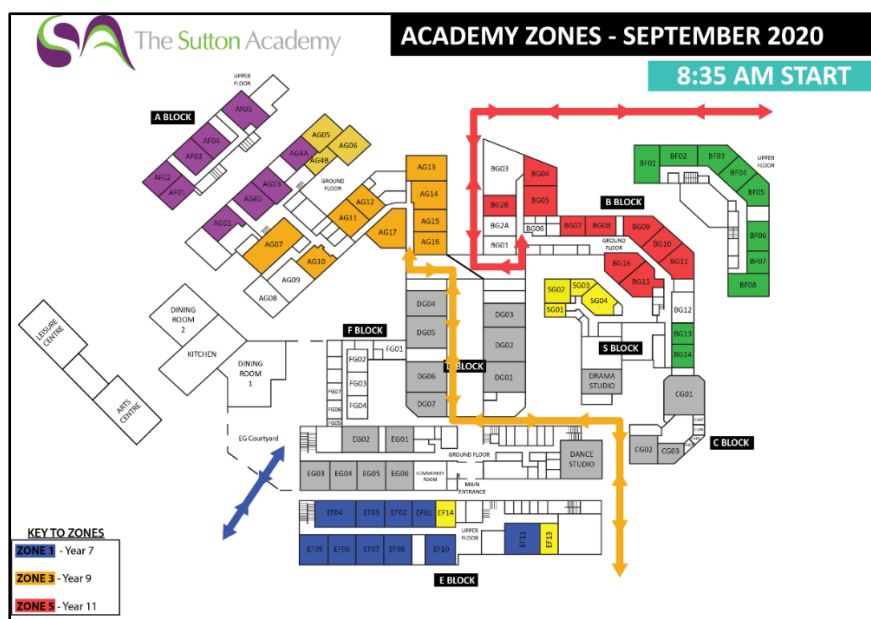 The Sutton Academy
ACADEMY ZONES - SEPTEMBER 2020
8:35 AM START
UPPER
FLOOR
A BLOCK
AF05
AF04
AF03
AF02
AF01
AG05
AG06
AG4A
AG4B
AG03
AG02
AG01
GROUND
FLOOR
AG12
AG11
AG17
AG07
AG10
AG09
AG08
AG13
AG14
AG15
AG16
BG03
BG04
BG2B
BG05
BG2A
BG06
BG01
B BLOCK
BG07
BG08
BG09
BG10
BG11
GROUND
FLOOR
BG16
BG15
BG12
BG13
BG14
BF01
BF02
BF03
BF04
BF05
BF06
BF07
BF08
UPPER
FLOOR
SG02
SG03
SG04
SG01
S BLOCK
DRAMA
STUDIO
DG04
DG05
DG06
DG07
DG03
DG02
DG01
BLOCK
F BLOCK
FG01
FG02
FG03
FG04
FG07
FG06
FG05
DINING
ROOM
2
KITCHEN
DINING
ROOM
1
LEISURE
CENTRE
ARTS
CENTRE
EG Courtyard
CG01
CG02
CG03
C BLOCK
EG02
EG01
GROUND
FLOOR
DANCE
STUDIO
EG03
EG04
EG05
EG06
COMMUNITY
ROOM
MAIN
ENTRANCE
EF04
EF03
EF02
EF01
EF14
UPPER
FLOOR
EF11
EF13
EF05
EF06
EF07
EF08
EF10
E BLOCK
KEY TO ZONES
ZONE 1 - Year 7
ZONE 3 - Year 9
ZONE 5 - Year 11